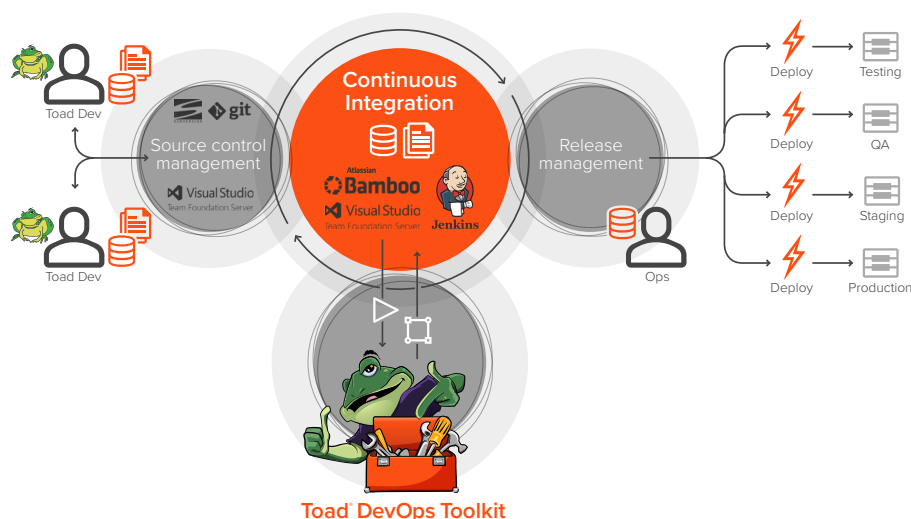 Toad Dev
Toad Dev
SUBVERSION
git
Source control
management
Visual Studio
Team Foundation Server
Continuous
Integration
Atlassian
Bamboo
Visual Studio
Team Foundation Server
Jenkins
Release
management
Ops
Deploy
Testing
Deploy
QA
Deploy
Staging
Deploy
Production
Toad® DevOps Toolkit